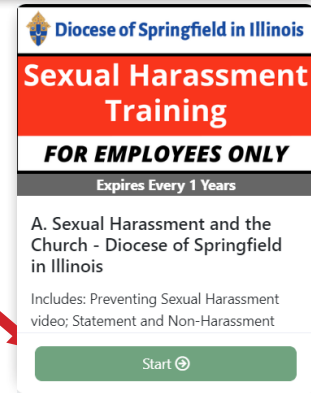 Diocese of Springfield in Illinois
Sexual Harassment
Training
FOR EMPLOYEES ONLY
Expires Every 1 Years
A. Sexual Harassment and the
Church - Diocese of Springfield
in Illinois
Includes: Preventing Sexual Harassment
video; Statement and Non-Harassment
Start